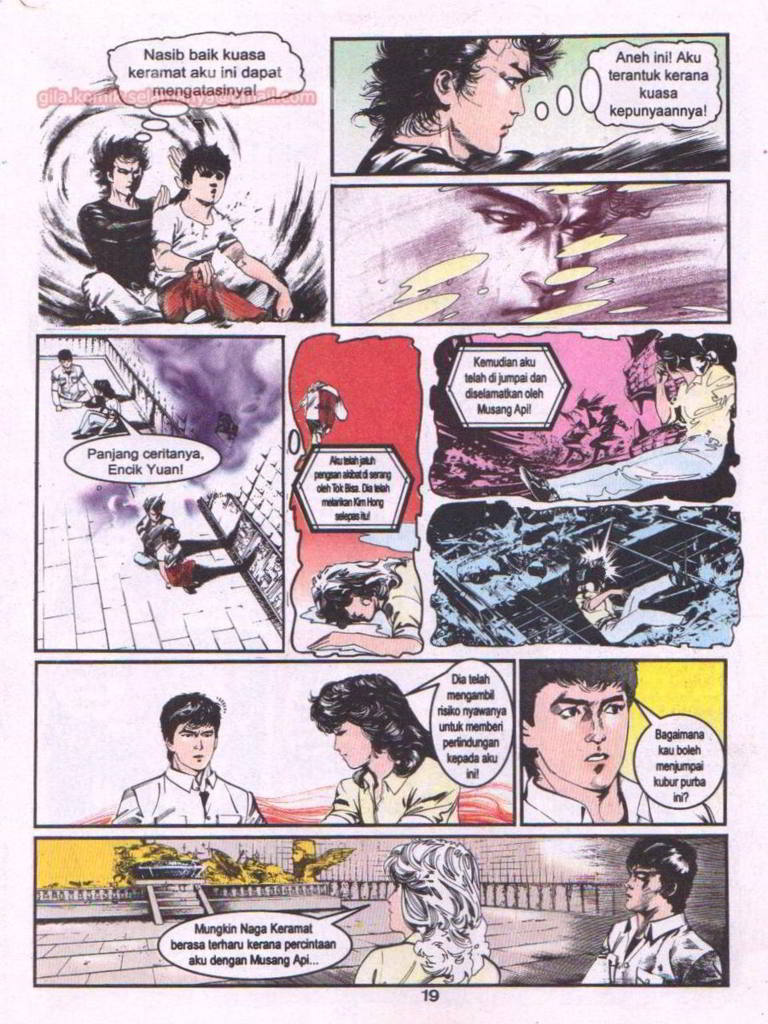 Nasib baik kuasa
keramat aku ini dapat
mengatasinya!
Aneh ini! Aku
terantuk kerana
kuasa
kepunyaannya!
Panjang ceritanya,
Encik Yuan!
Aku telah jatuh
pengsan akibat di serang
oleh Tok Bisa. Dia telah
melarikan Kim Hong
selepas itu!
Kemudian aku
telah di jumpai dan
diselamatkan oleh
Musang Api!
Dia telah
mengambil
risiko nyawanya
untuk memberi
perlindungan
kepada aku
ini!
Bagaimana
kau boleh
menjumpai
kubur purba
ini?
Mungkin Naga Keramat
berasa terharu kerana percintaan
aku dengan Musang Api...
19